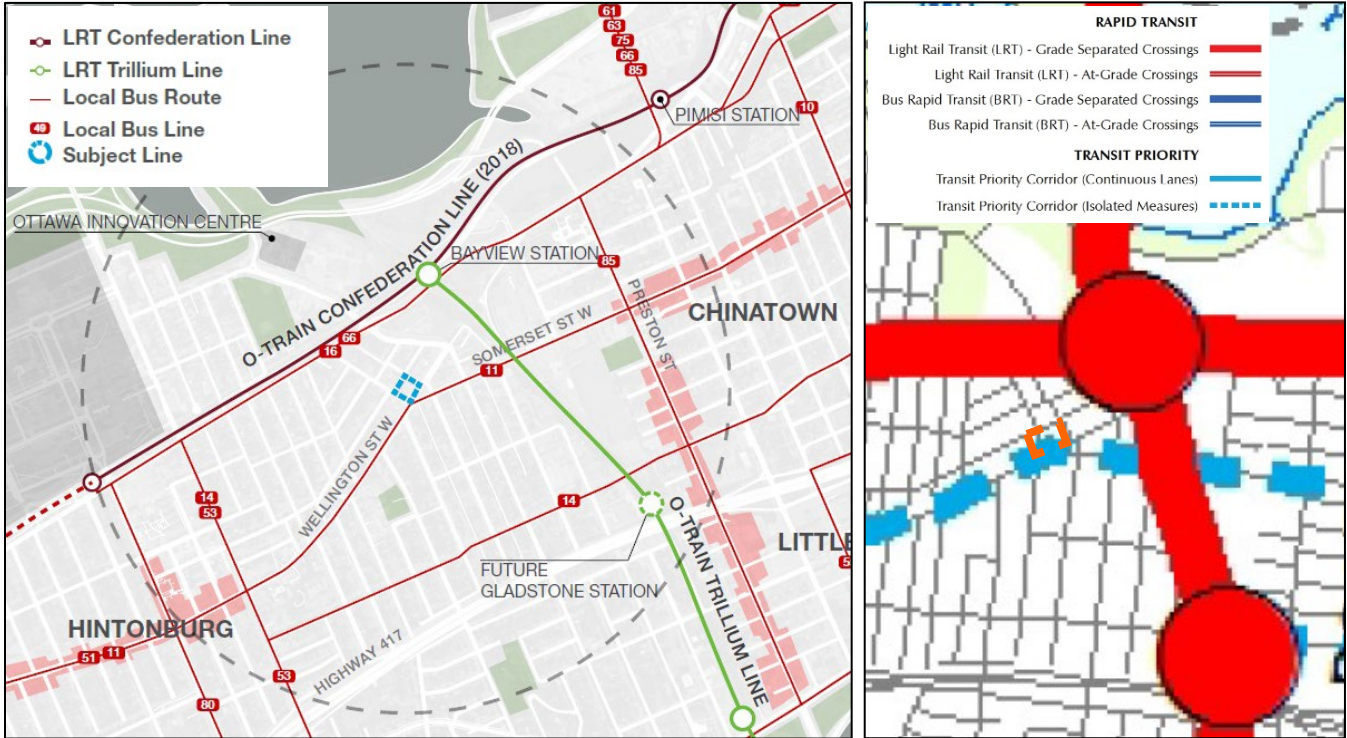 LRT Confederation Line
LRT Trillium Line
Local Bus Route
49
Local Bus Line
Subject Line
61
63
75
66
85
10
PIMISI STATION
O-TRAIN CONFEDERATION LINE (2018)
OTTAWA INNOVATION CENTRE
BAYVIEW STATION
85
PRESTON ST
CHINATOWN
SOMERSET ST W
66
16
11
WELLINGTON ST W
14
53
14
O-TRAIN TRILLIUM LINE
LITTLE
5
FUTURE
GLADSTONE STATION
HINTONBURG
HIGHWAY 417
51
11
53
80
RAPID TRANSIT
Light Rail Transit (LRT) - Grade Separated Crossings
Light Rail Transit (LRT) - At-Grade Crossings
Bus Rapid Transit (BRT) - Grade Separated Crossings
Bus Rapid Transit (BRT) - At-Grade Crossings
TRANSIT PRIORITY
Transit Priority Corridor (Continuous Lanes)
Transit Priority Corridor (Isolated Measures)